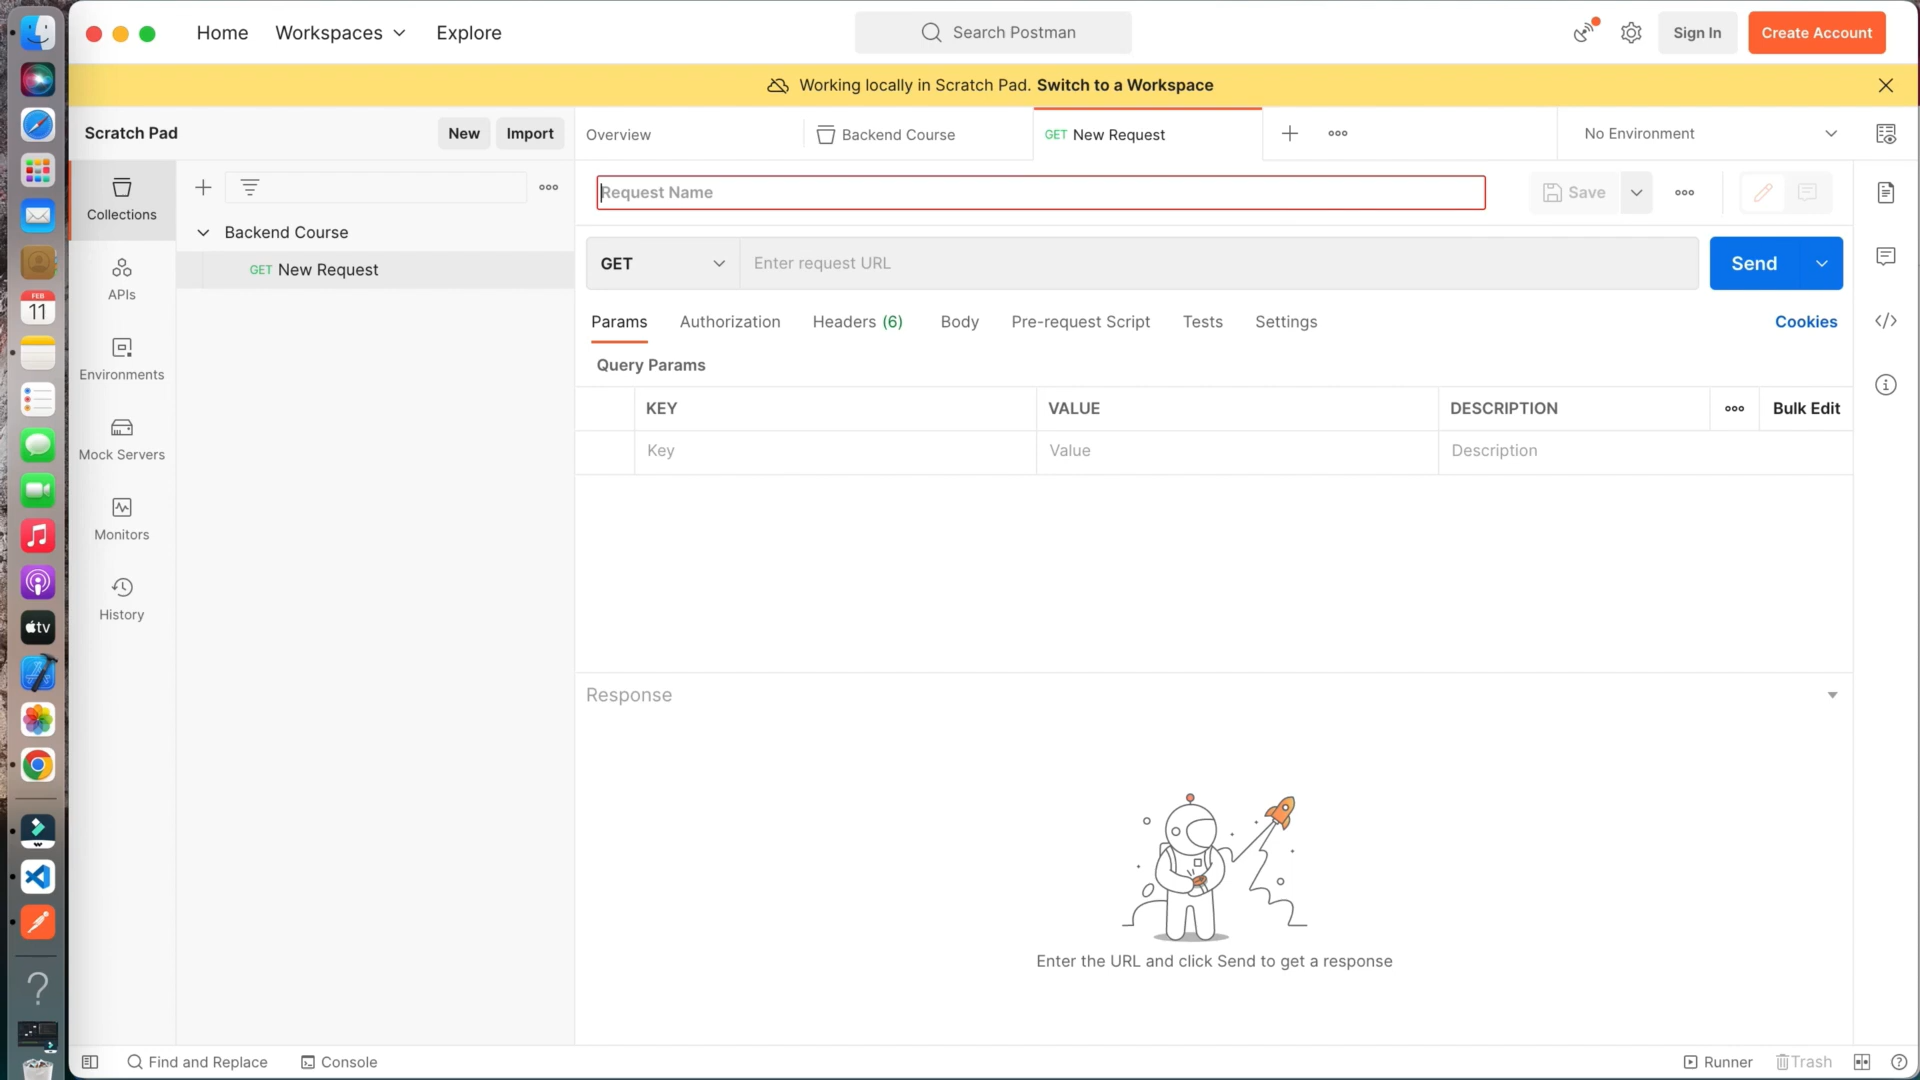 Home Workspaces Explore Search Postman Sign In Create Account
Working locally in Scratch Pad. Switch to a Workspace
Scratch Pad New Import Overview Backend Course GET New Request No Environment
Request Name Save
Collections
Backend Course
GET New Request
GET Enter request URL Send
APIs
Params Authorization Headers (6) Body Pre-request Script Tests Settings Cookies
Query Params
Environments
KEY VALUE DESCRIPTION Bulk Edit
Key Value Description
Mock Servers
Monitors
History
Response
Enter the URL and click Send to get a response
Find and Replace Console Runner Trash
FEB
11
tv